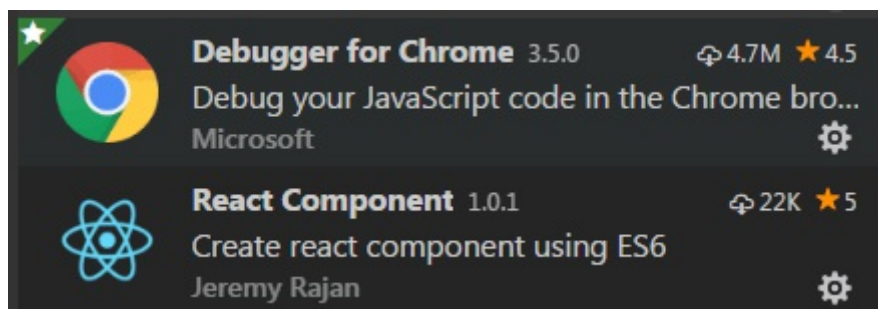 Debugger for Chrome 3.5.0 4.7M 4.5
Debug your JavaScript code in the Chrome bro...
Microsoft
React Component 1.0.1 22K 5
Create react component using ES6
Jeremy Rajan